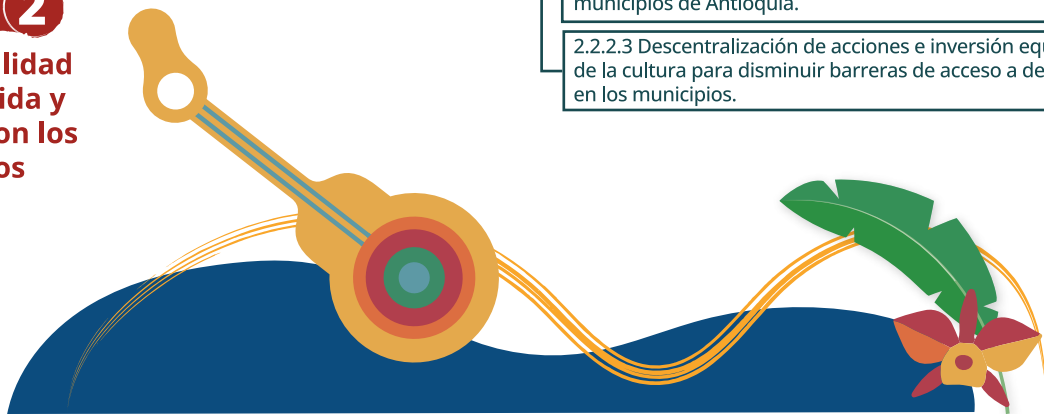 2
lidad
ida y
on los
os
municipios de Antioquia.
2.2.2.3 Descentralización de acciones e inversión equ
de la cultura para disminuir barreras de acceso a de
en los municipios.